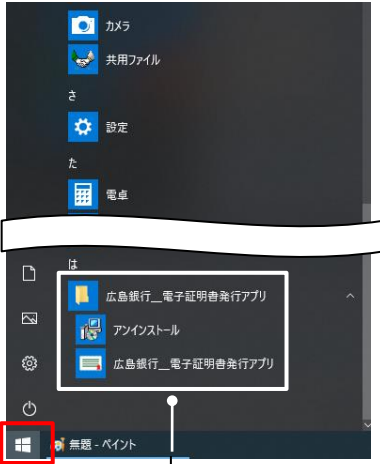 カメラ
共用ファイル
さ
設定
た
電卓
は
広島銀行__電子証明書発行アプリ
アンインストール
広島銀行__電子証明書発行アプリ
無題 - ペイント